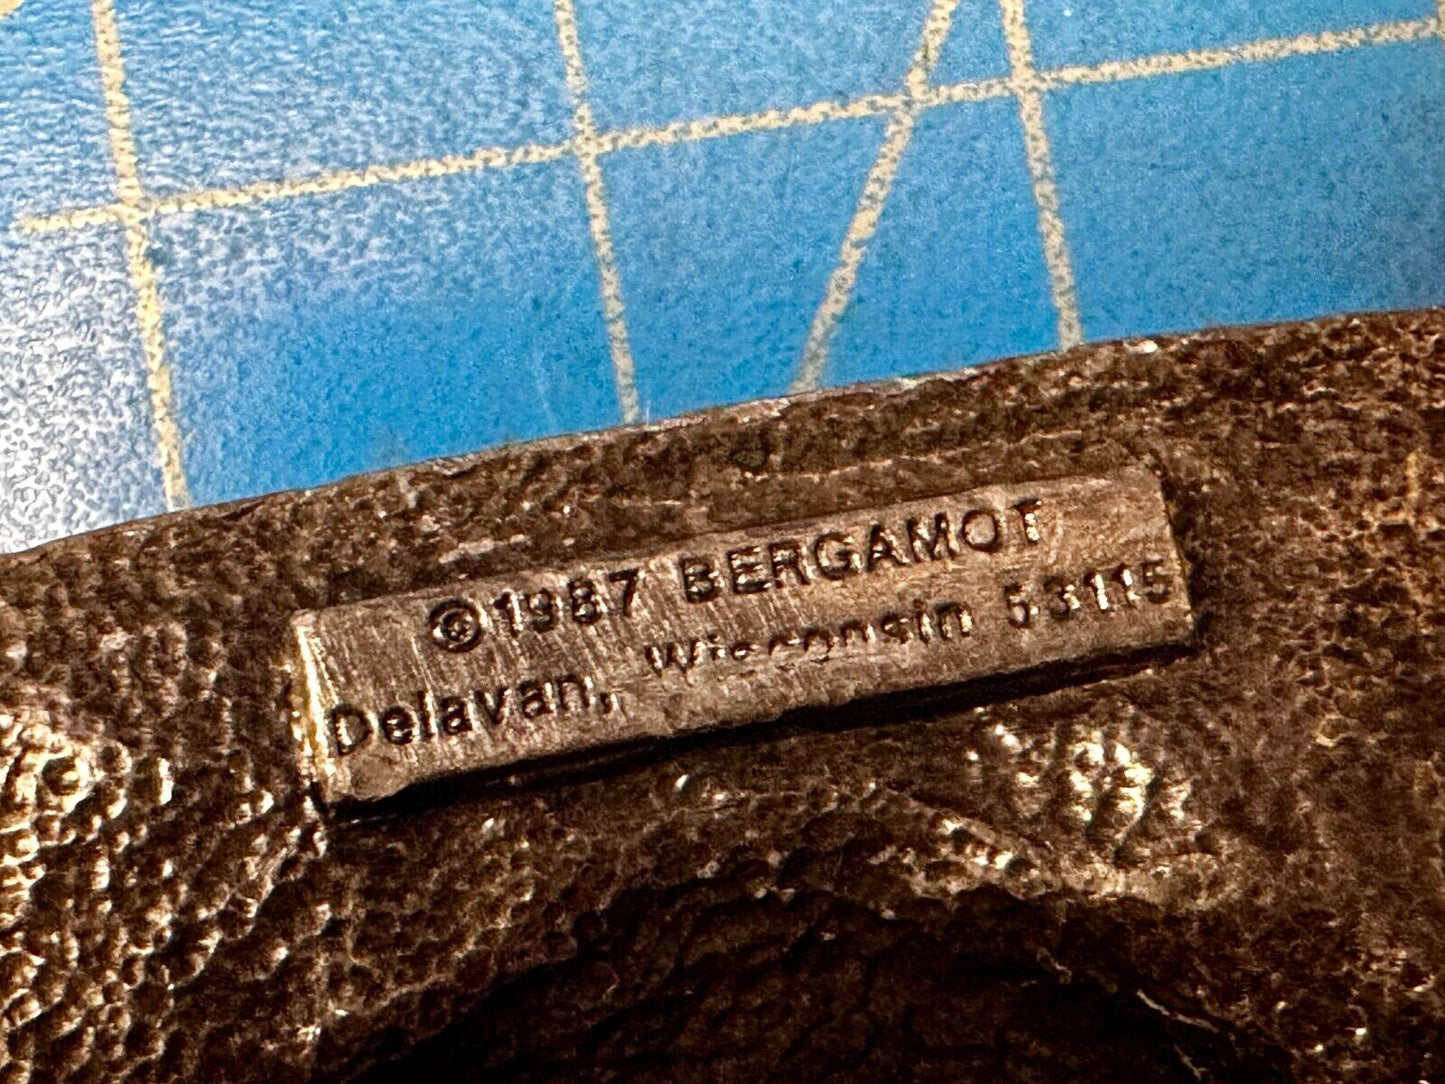 ©1987 BERGAMOT
Delavan, Wisconsin 53115